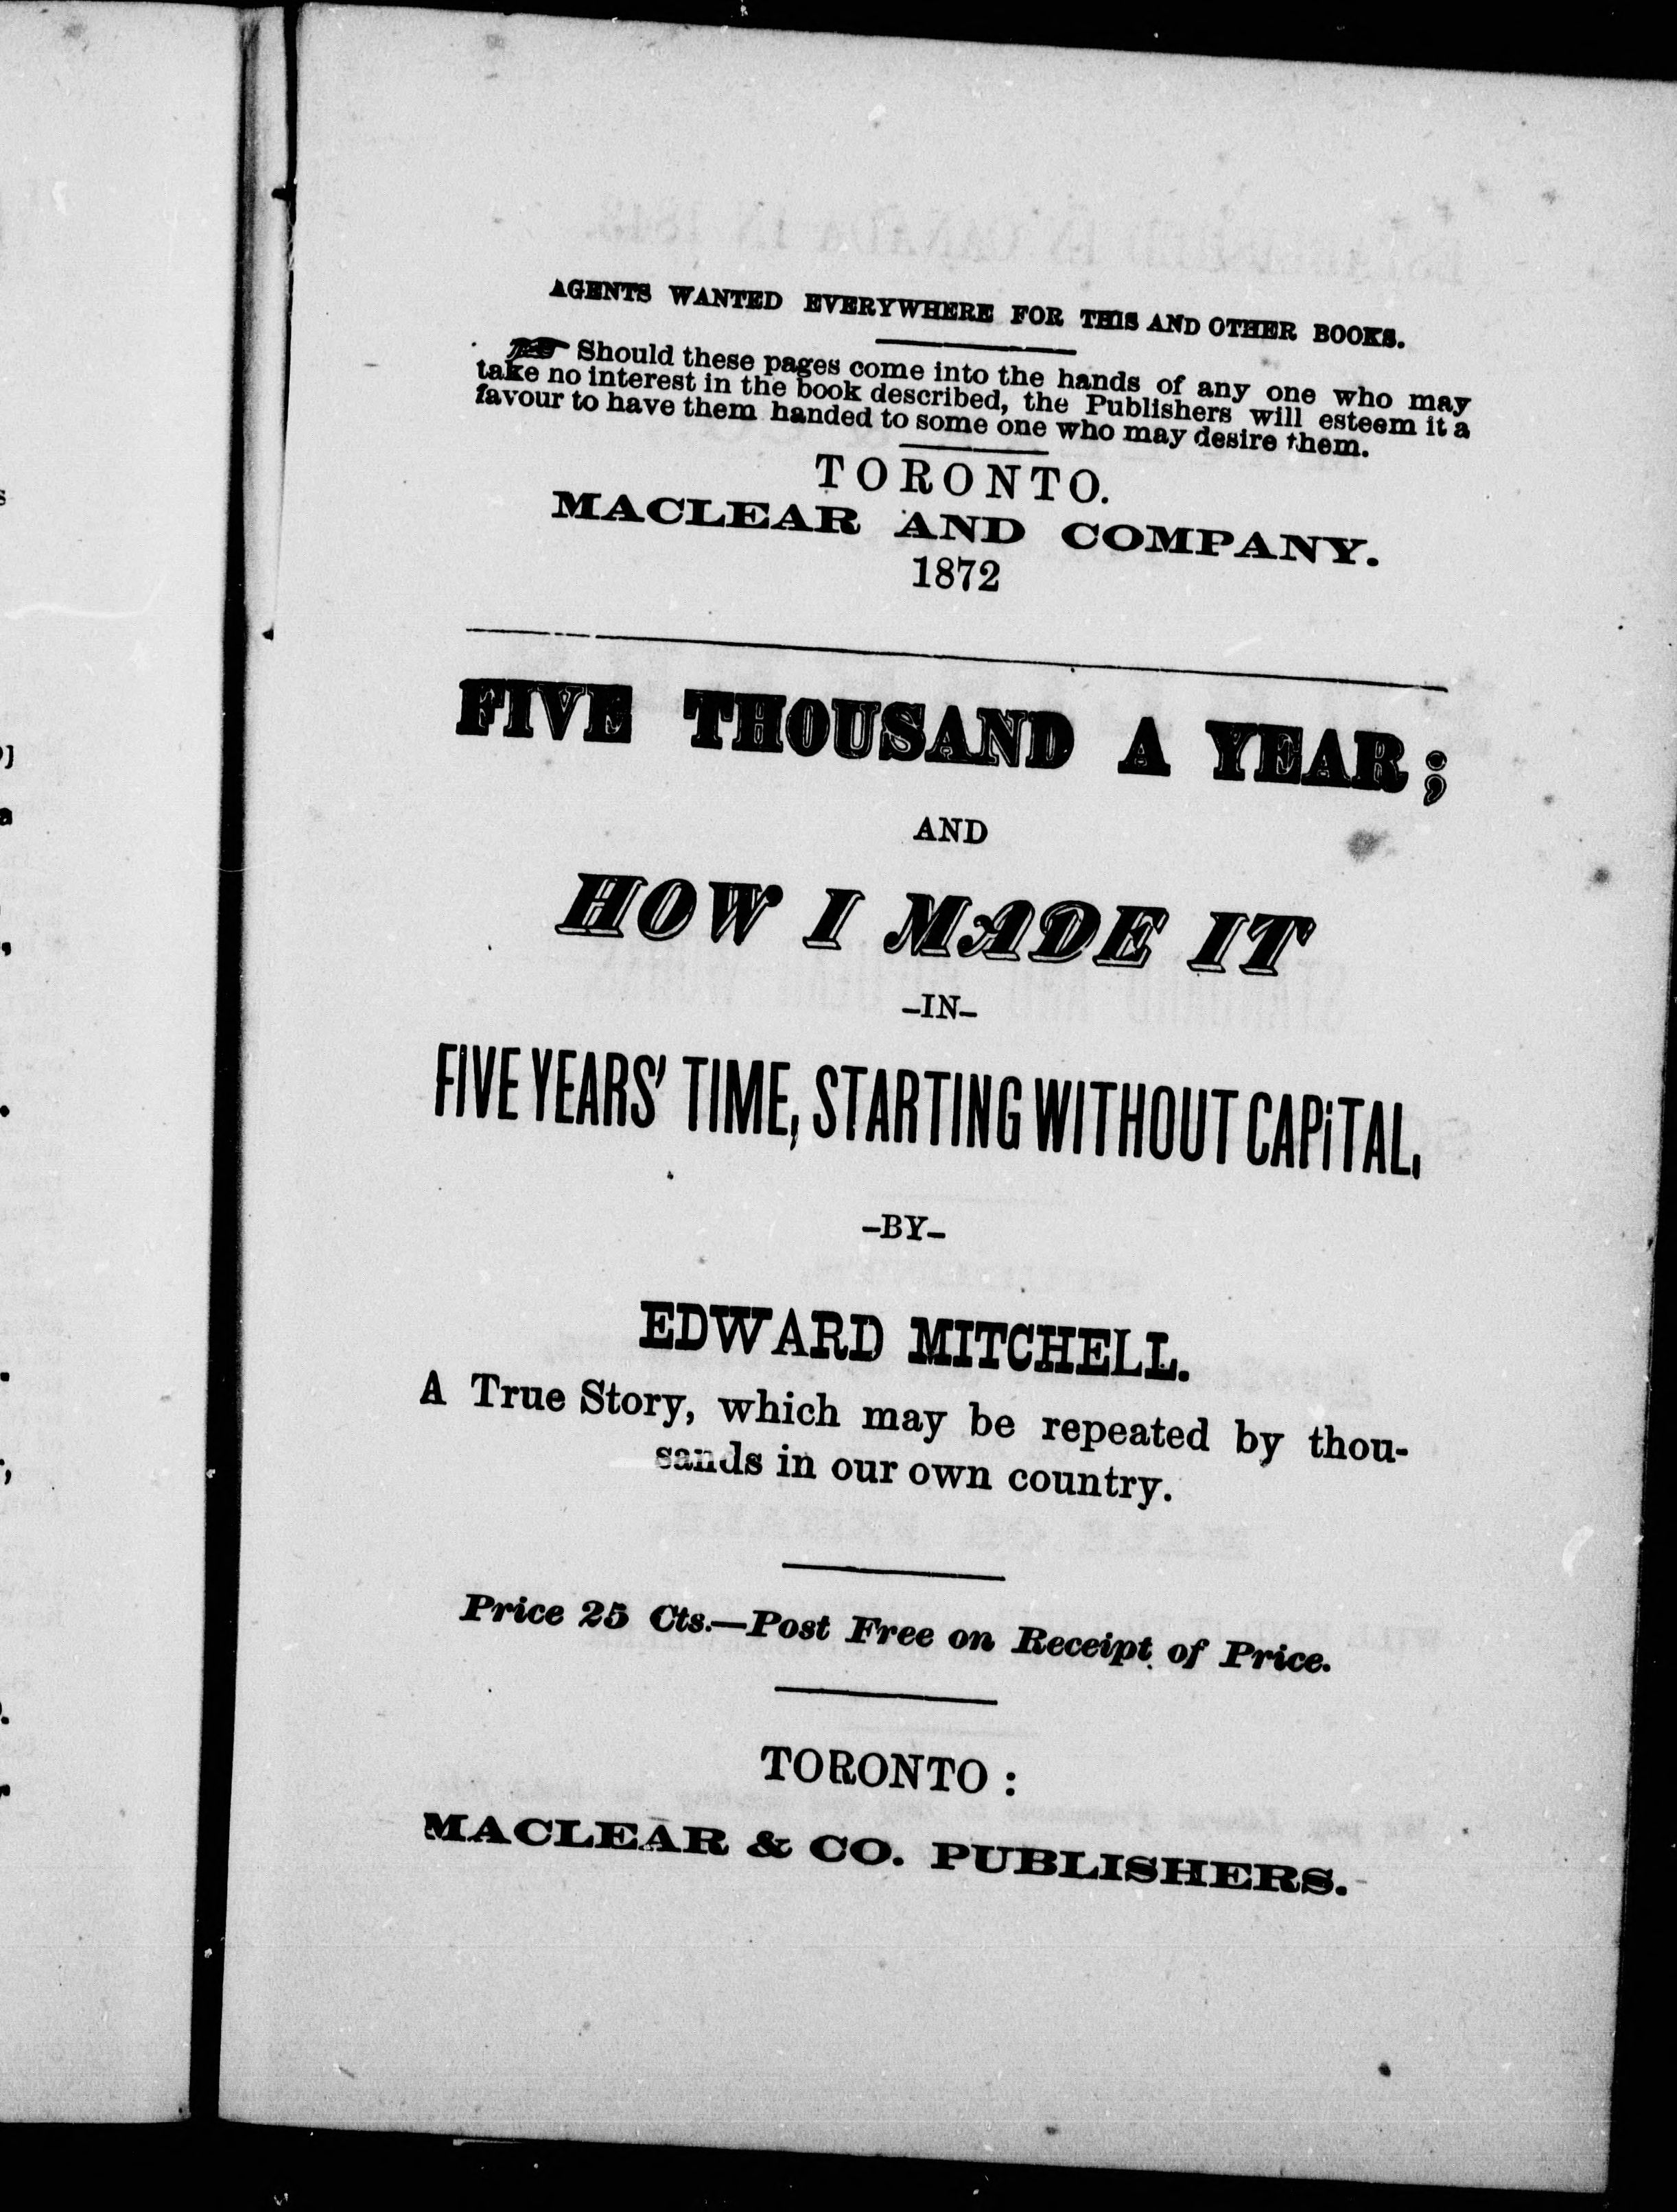 AGENTS WANTED EVERYWHERE FOR THIS AND OTHER BOOKS.
Should these pages come into the hands of any one who may
take no interest in the book described, the Publishers will esteem it a
favour to have them handed to some one who may desire them.
TORONTO.
MACLEAR AND COMPANY.
1872
FIVE THOUSAND A YEAR;
AND
HOW I MADE IT
-IN-
FIVE YEARS' TIME, STARTING WITHOUT CAPiTAL,
-BY-
EDWARD MITCHELL.
A True Story, which may be repeated by thou-
sands in our own country.
Price 25 Cts.—Post Free on Receipt of Price.
TORONTO :
MACLEAR & CO. PUBLISHERS.